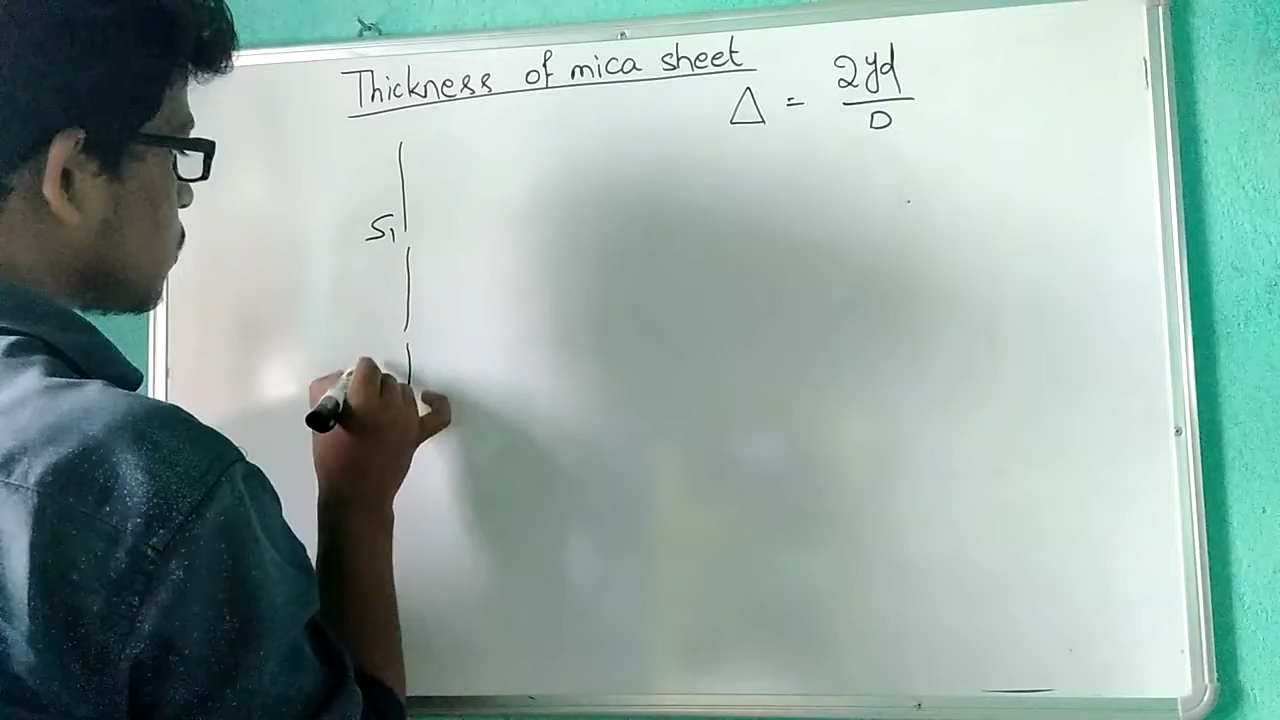 Thickness of mica sheet
Δ = 2yd / D
S₁